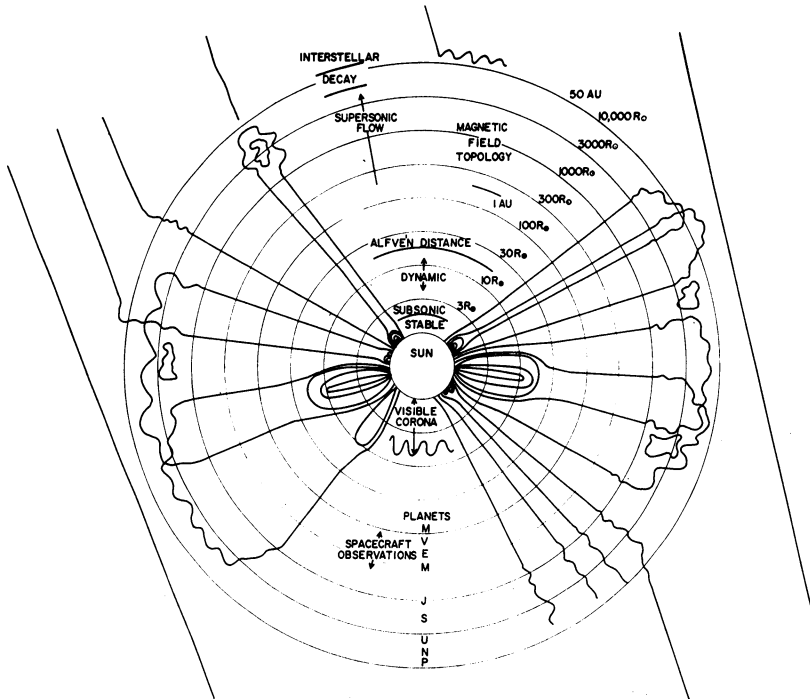 INTERSTELLAR
DECAY
SUPERSONIC
FLOW
MAGNETIC
FIELD
TOPOLOGY
50 AU
10,000 R☉
3000R☉
1000R☉
300R☉
1 AU
100R☉
30R☉
10R☉
3R☉
ALFVEN DISTANCE
DYNAMIC
SUBSONIC
STABLE
SUN
VISIBLE
CORONA
PLANETS
M
V
E
M
J
S
U
N
P
SPACECRAFT
OBSERVATIONS